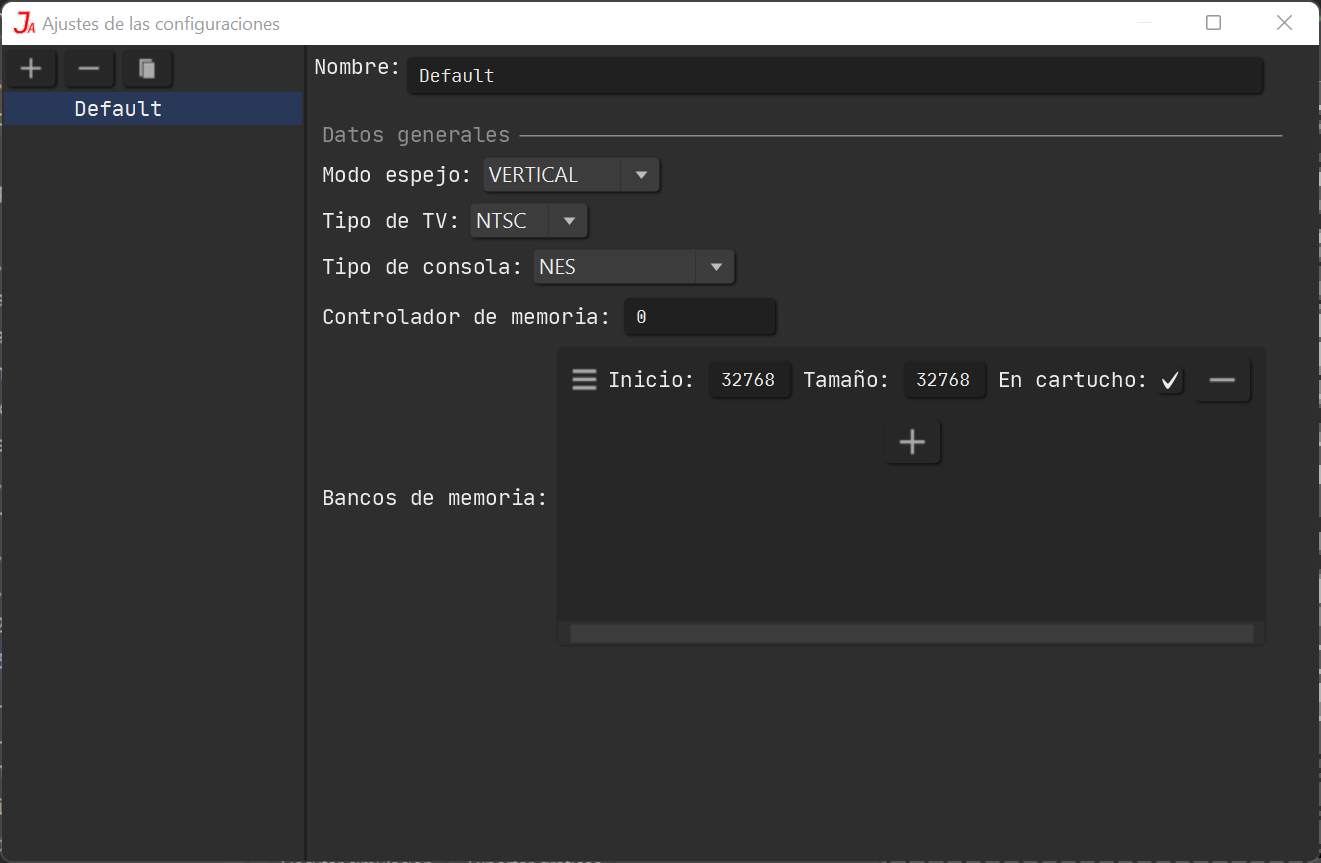 JA Ajustes de las configuraciones
Default
Nombre: Default
Datos generales
Modo espejo: VERTICAL
Tipo de TV: NTSC
Tipo de consola: NES
Controlador de memoria: 0
Inicio: 32768 Tamaño: 32768 En cartucho:
Bancos de memoria: